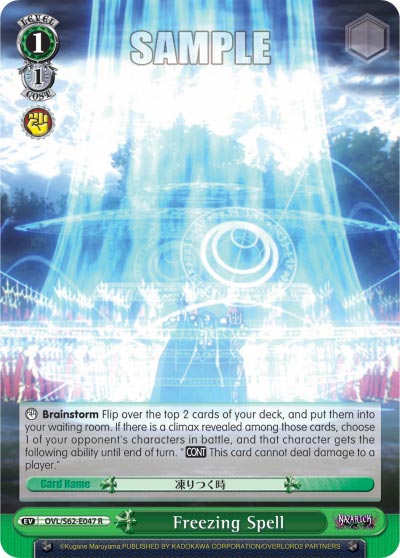 LEVEL
1
1
COST
SAMPLE
Brainstorm Flip over the top 2 cards of your deck, and put them into
your waiting room. If there is a climax revealed among those cards, choose
1 of your opponent's characters in battle, and that character gets the
following ability until end of turn. "CONT This card cannot deal damage to
a player."
Card Name 凍りつく時
EV OVL/S62-E047 R Freezing Spell NAZARICK
©Kugane Maruyama,PUBLISHED BY KADOKAWA CORPORATION/OVERLORD2 PARTNERS